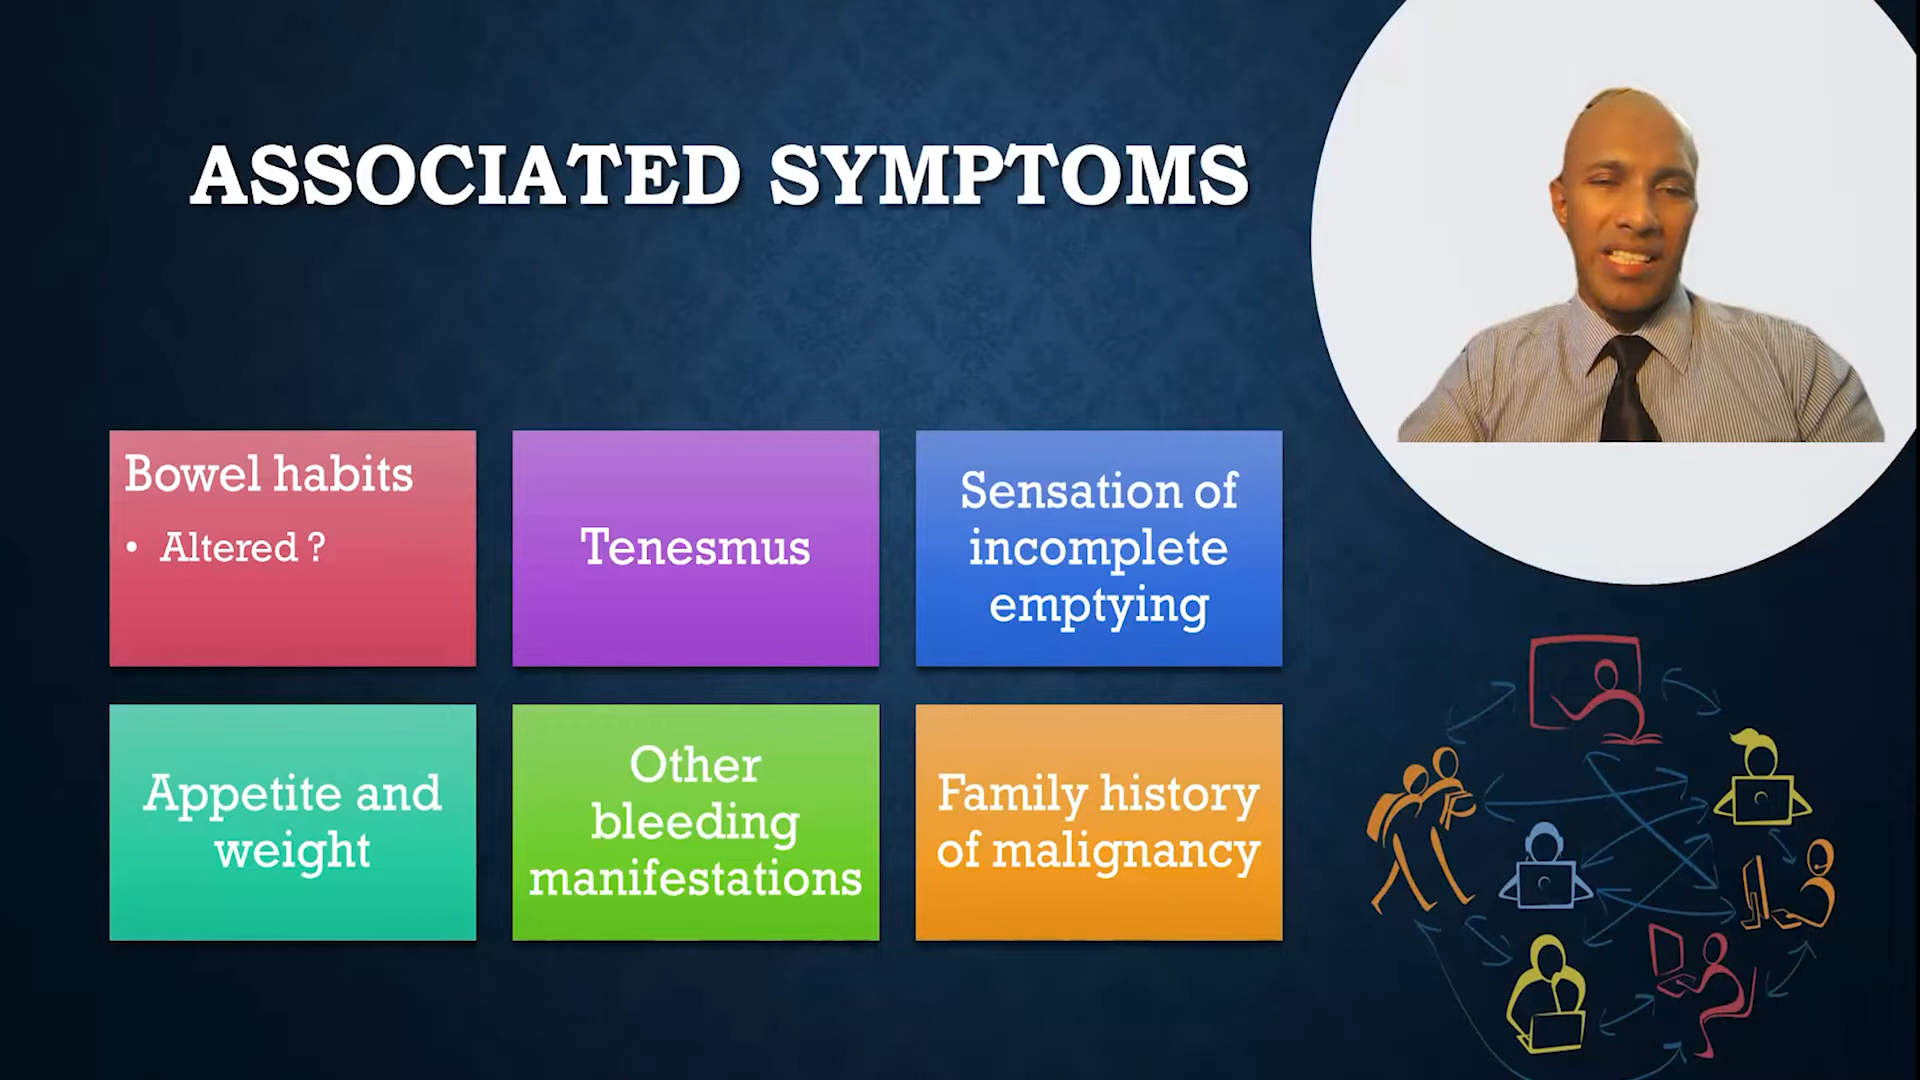 ASSOCIATED SYMPTOMS
Bowel habits
• Altered ?
Tenesmus
Sensation of
incomplete
emptying
Appetite and
weight
Other
bleeding
manifestations
Family history
of malignancy